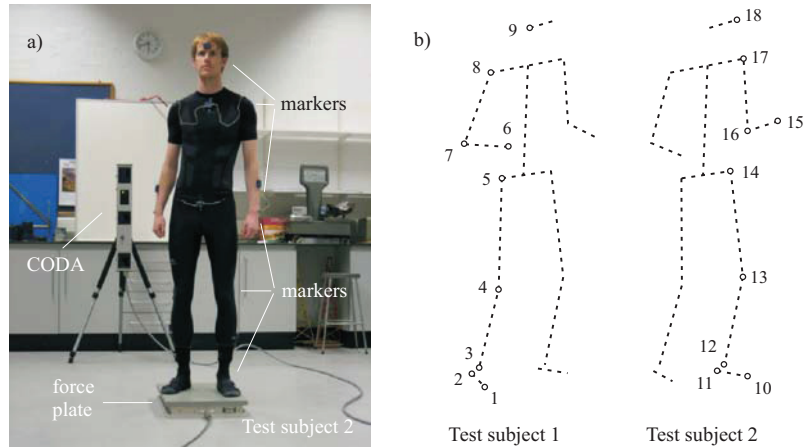 a)
markers
CODA
markers
force
plate
Test subject 2
b)
9
18
8
17
7
6
16
15
5
14
4
13
3
2
1
12
11
10
Test subject 1
Test subject 2